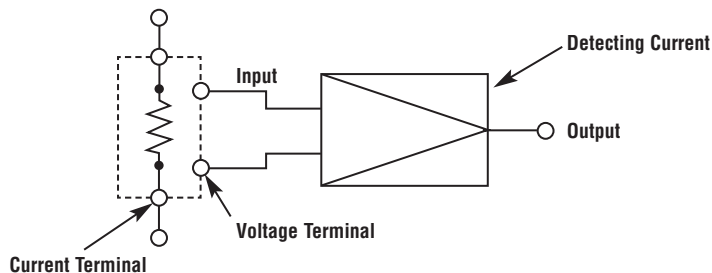 Detecting Current
Input
Output
Voltage Terminal
Current Terminal